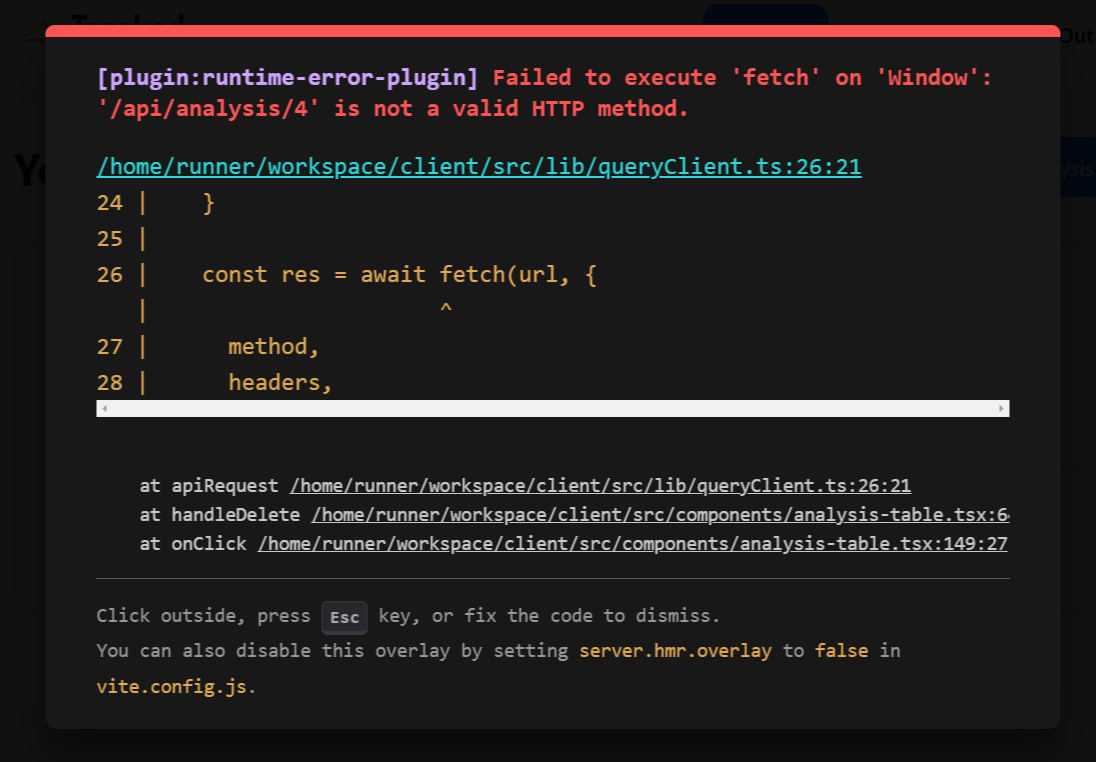 [plugin:runtime-error-plugin] Failed to execute 'fetch' on 'Window':
'/api/analysis/4' is not a valid HTTP method.
/home/runner/workspace/client/src/lib/queryClient.ts:26:21
24 |     }
25 |
26 |     const res = await fetch(url, {
   |                       ^
27 |       method,
28 |       headers,
at apiRequest /home/runner/workspace/client/src/lib/queryClient.ts:26:21
at handleDelete /home/runner/workspace/client/src/components/analysis-table.tsx:6
at onClick /home/runner/workspace/client/src/components/analysis-table.tsx:149:27
Click outside, press Esc key, or fix the code to dismiss.
You can also disable this overlay by setting server.hmr.overlay to false in
vite.config.js.